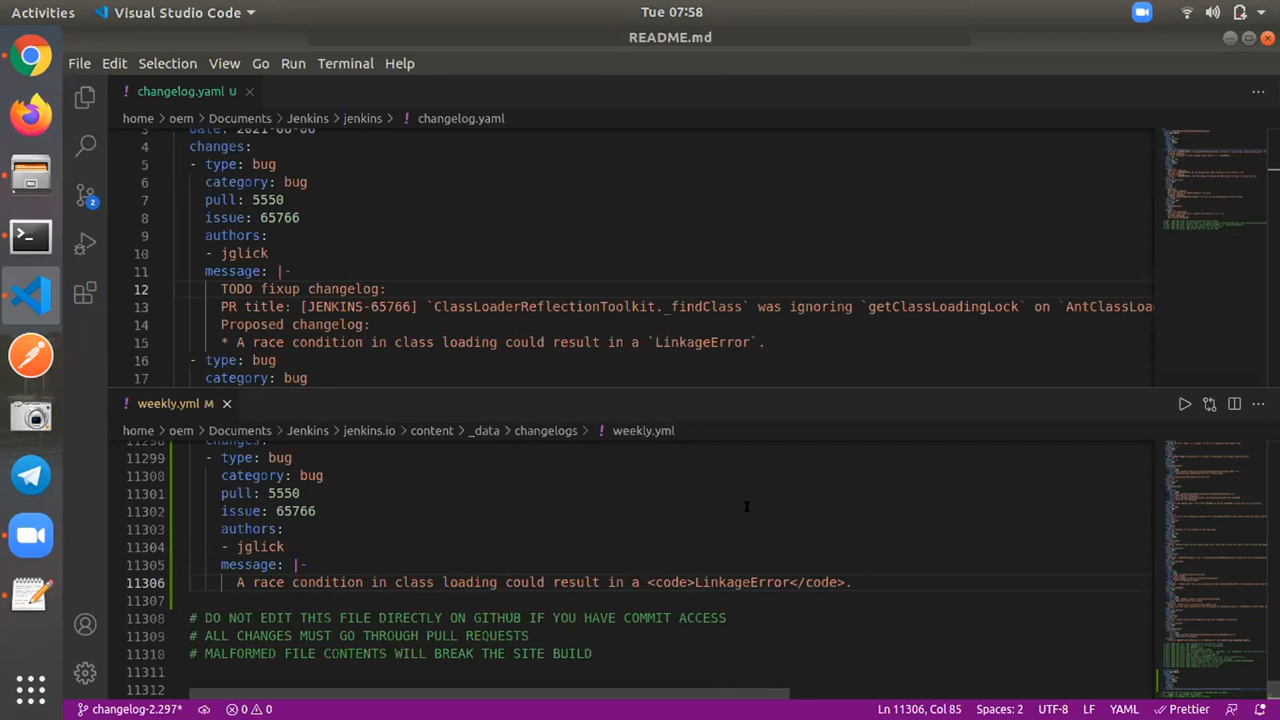 Activities Visual Studio Code Tue 07:58
README.md
File Edit Selection View Go Run Terminal Help
changelog.yaml U
home > oem > Documents > Jenkins > jenkins > ! changelog.yaml
3 date: 2021-06-06
4 changes:
5 - type: bug
6 category: bug
7 pull: 5550
8 issue: 65766
9 authors:
10 - jglick
11 message: |-
12 TODO fixup changelog:
13 PR title: [JENKINS-65766] `ClassLoaderReflectionToolkit._findClass` was ignoring `getClassLoadingLock` on `AntClassLoa
14 Proposed changelog:
15 * A race condition in class loading could result in a `LinkageError`.
16 - type: bug
17 category: bug
! weekly.yml M
home > oem > Documents > Jenkins > jenkins.io > content > _data > changelogs > ! weekly.yml
11298 changes:
11299 - type: bug
11300 category: bug
11301 pull: 5550
11302 issue: 65766
11303 authors:
11304 - jglick
11305 message: |-
11306 A race condition in class loading could result in a <code>LinkageError</code>.
11307
11308 # DO NOT EDIT THIS FILE DIRECTLY ON GITHUB IF YOU HAVE COMMIT ACCESS
11309 # ALL CHANGES MUST GO THROUGH PULL REQUESTS
11310 # MALFORMED FILE CONTENTS WILL BREAK THE SITE BUILD
11311
11312
2
changelog-2.297* 0 0 Ln 11306, Col 85 Spaces: 2 UTF-8 LF YAML Prettier